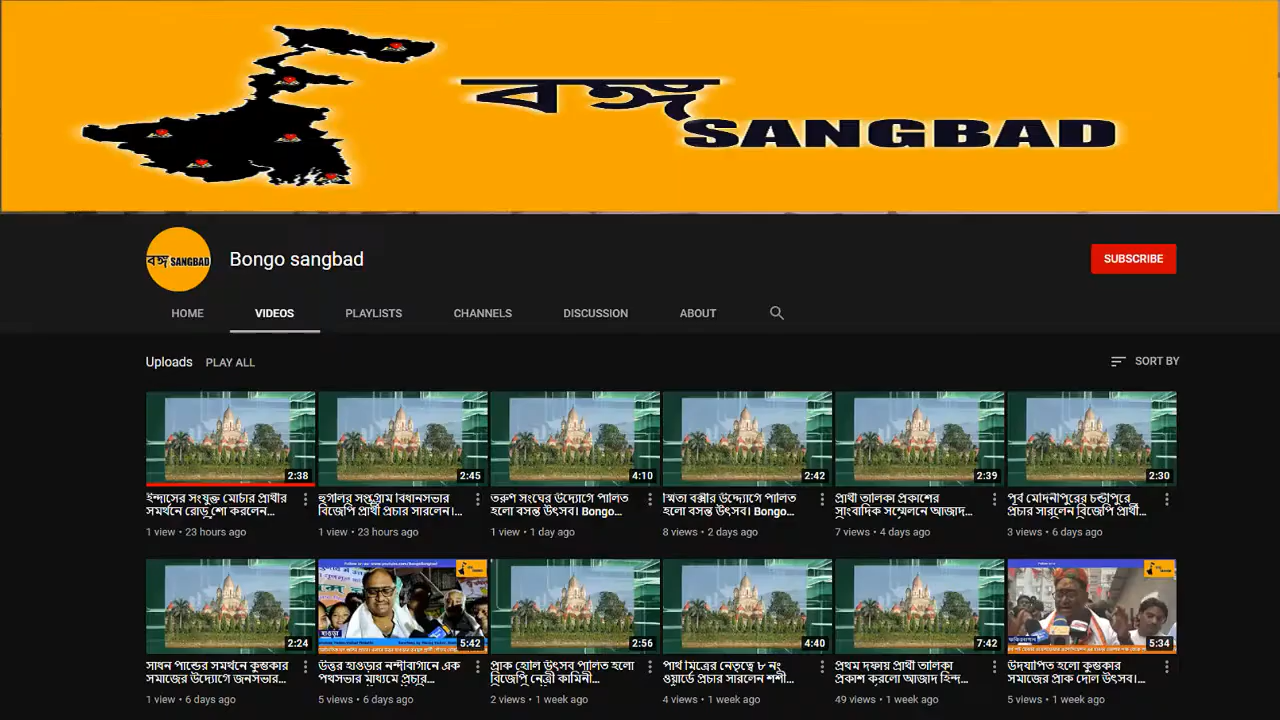 বঙ্গ
SANGBAD
বঙ্গ SANGBAD
Bongo sangbad
SUBSCRIBE
HOME VIDEOS PLAYLISTS CHANNELS DISCUSSION ABOUT
Uploads PLAY ALL SORT BY
2:38 2:45 4:10 2:42 2:39 2:30
ইন্দাসের সংযুক্ত মোর্চার প্রার্থীর
সমর্থনে রোড় শো করলেন...
1 view • 23 hours ago
হুগলির সপ্তগ্রাম বিধানসভার
বিজেপি প্রার্থী প্রচার সারলেন।...
1 view • 23 hours ago
তরুণ সংঘের উদ্যোগে পালিত
হলো বসন্ত উৎসব। Bongo...
1 view • 1 day ago
স্মিতা বক্সীর উদ্দ্যোগে পালিত
হলো বসন্ত উৎসব। Bongo...
8 views • 2 days ago
প্রার্থী তালিকা প্রকাশের
সাংবাদিক সম্মেলনে আজাদ...
7 views • 4 days ago
পূর্ব মেদিনীপুরের চন্ডীপুরে
প্রচার সারলেন বিজেপি প্রার্থী...
3 views • 6 days ago
2:24 5:42 2:56 4:40 7:42 5:34
সাধন পান্ডের সমর্থনে কুম্ভকার
সমাজের উদ্যোগে জনসভার...
1 view • 6 days ago
উত্তর হাওড়ার নন্দীবাগানে এক
পথসভার মাধ্যমে প্রচুর...
5 views • 6 days ago
প্রাক হোলি উৎসব পালিত হলো
বিজেপি নেত্রী কামিনী...
2 views • 1 week ago
পার্থ মিত্রের নেতৃত্বে ৮ নং
ওয়ার্ডে প্রচার সারলেন শশী...
4 views • 1 week ago
প্রথম দফায় প্রার্থী তালিকা
প্রকাশ করলো আজাদ হিন্দ...
49 views • 1 week ago
উদযাপিত হলো কুম্ভকার
সমাজের প্রাক দোল উৎসব।...
5 views • 1 week ago